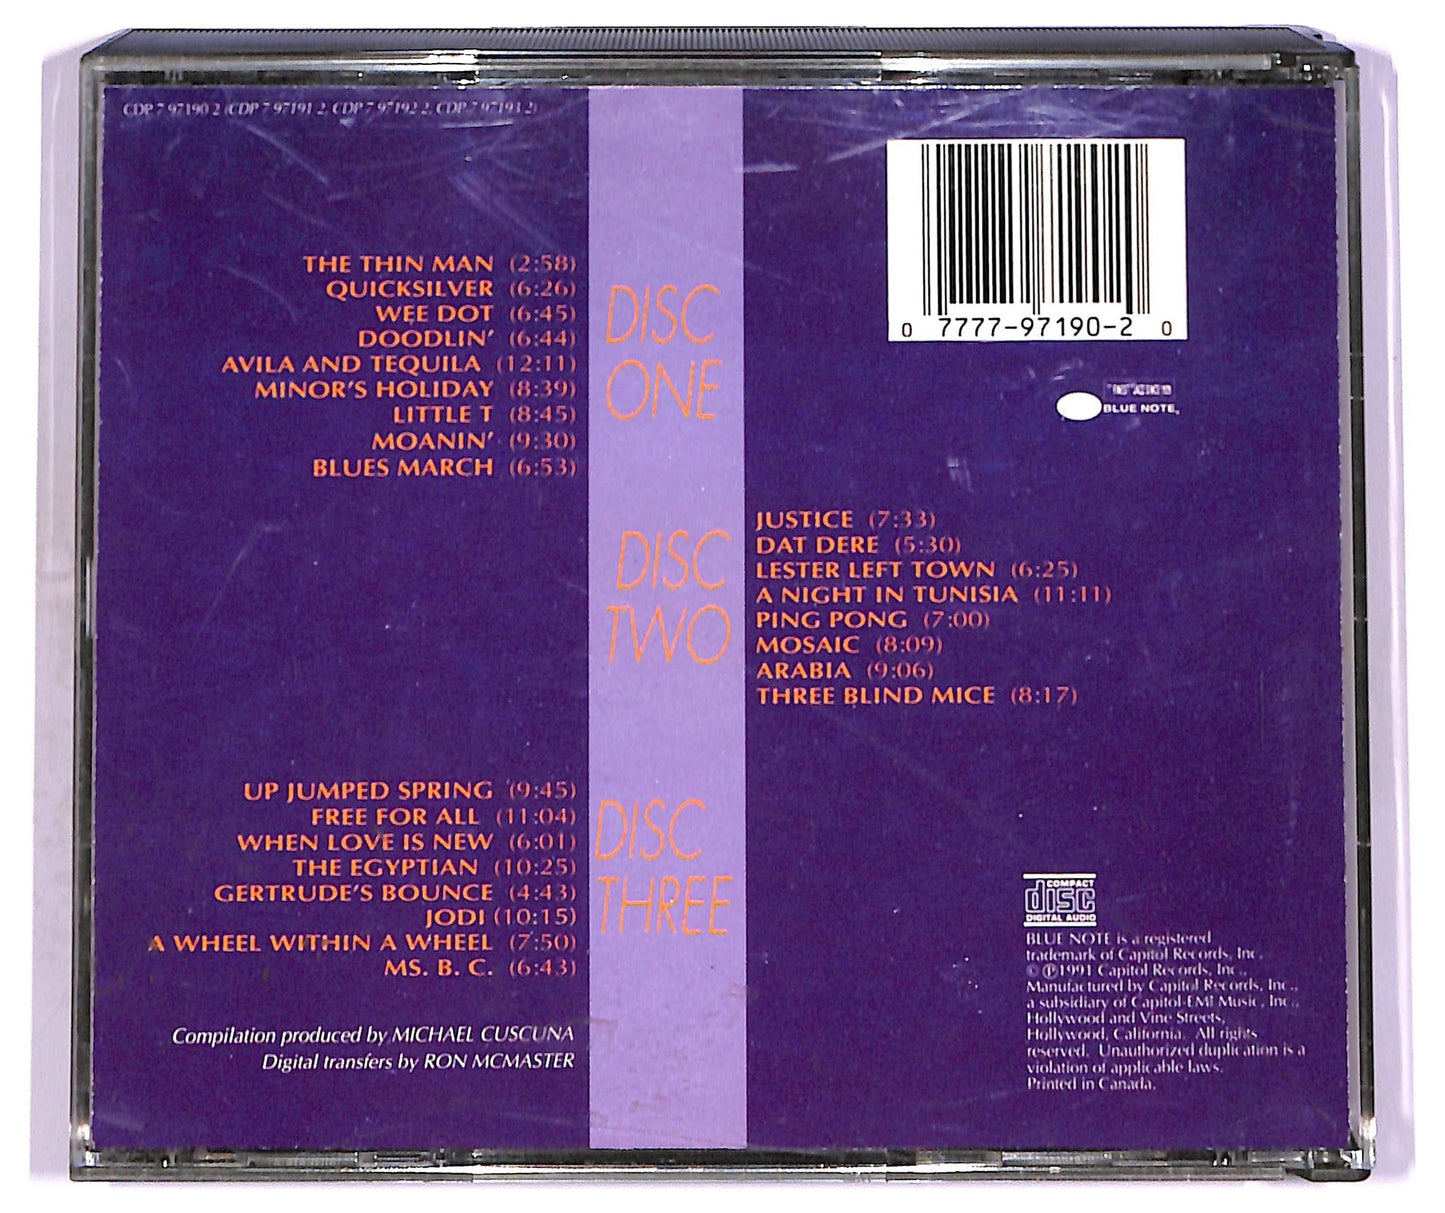 CDP 7 97190 2 (CDP 7 97191 2, CDP 7 97192 2, CDP 7 97193 2)
0 7777-97190-2 0
BLUE NOTE
THE THIN MAN (2:58)
QUICKSILVER (6:26)
WEE DOT (6:45)
DOODLIN' (6:44)
AVILA AND TEQUILA (12:11)
MINOR'S HOLIDAY (8:39)
LITTLE T (8:45)
MOANIN' (9:30)
BLUES MARCH (6:53)
DISC
ONE
DISC
TWO
JUSTICE (7:33)
DAT DERE (5:30)
LESTER LEFT TOWN (6:25)
A NIGHT IN TUNISIA (11:11)
PING PONG (7:00)
MOSAIC (8:09)
ARABIA (9:06)
THREE BLIND MICE (8:17)
UP JUMPED SPRING (9:45)
FREE FOR ALL (11:04)
WHEN LOVE IS NEW (6:01)
THE EGYPTIAN (10:25)
GERTRUDE'S BOUNCE (4:43)
JODI (10:15)
A WHEEL WITHIN A WHEEL (7:50)
MS. B. C. (6:43)
DISC
THREE
Compilation produced by MICHAEL CUSCUNA
Digital transfers by RON MCMASTER
COMPACT
disc
DIGITAL AUDIO
BLUE NOTE is a registered
trademark of Capitol Records, Inc.
© ℗1991 Capitol Records, Inc..
Manufactured by Capitol Records, Inc.,
a subsidiary of Capitol-EMI Music, Inc.,
Hollywood and Vine Streets,
Hollywood, California. All rights
reserved. Unauthorized duplication is a
violation of applicable laws.
Printed in Canada.